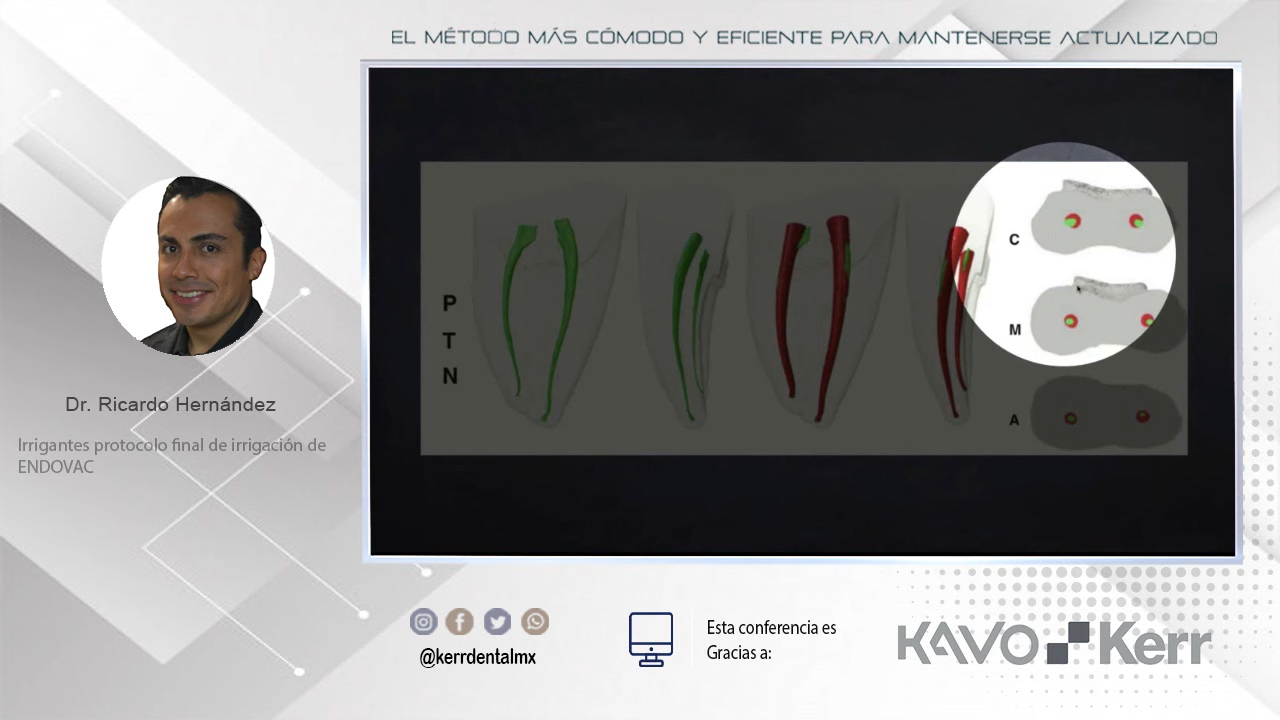 EL MÉTODO MÁS CÓMODO Y EFICIENTE PARA MANTENERSE ACTUALIZADO
P
T
N
C
M
A
Dr. Ricardo Hernández
Irrigantes protocolo final de irrigación de
ENDOVAC
@kerrdentalmx
Esta conferencia es
Gracias a:
KAVO Kerr